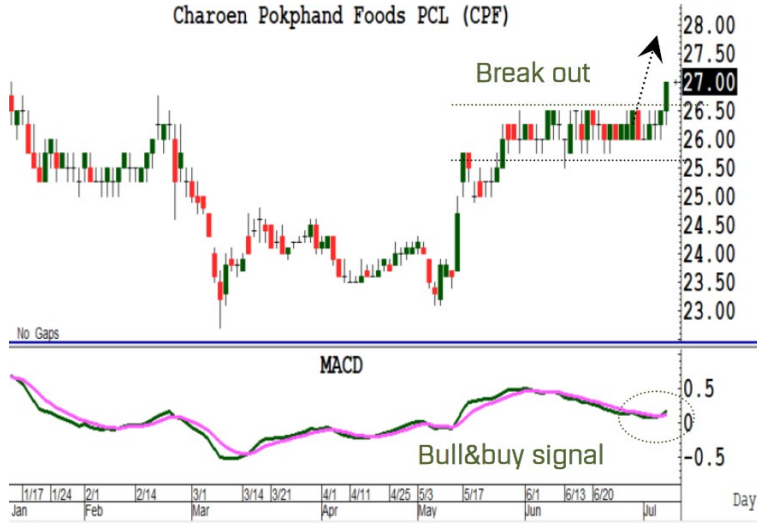 Charoen Pokphand Foods PCL (CPF)
28.00
27.50
Break out
27.00
26.50
26.00
25.50
25.00
24.50
24.00
23.50
23.00
No Gaps
MACD
0.5
0
-0.5
Bull&buy signal
1/17 1/24 2/1 2/14 3/1 3/14 3/21 4/1 4/11 4/25 5/3 5/17 6/1 6/13 6/20
Jan Feb Mar Apr May Jun Jul
Day